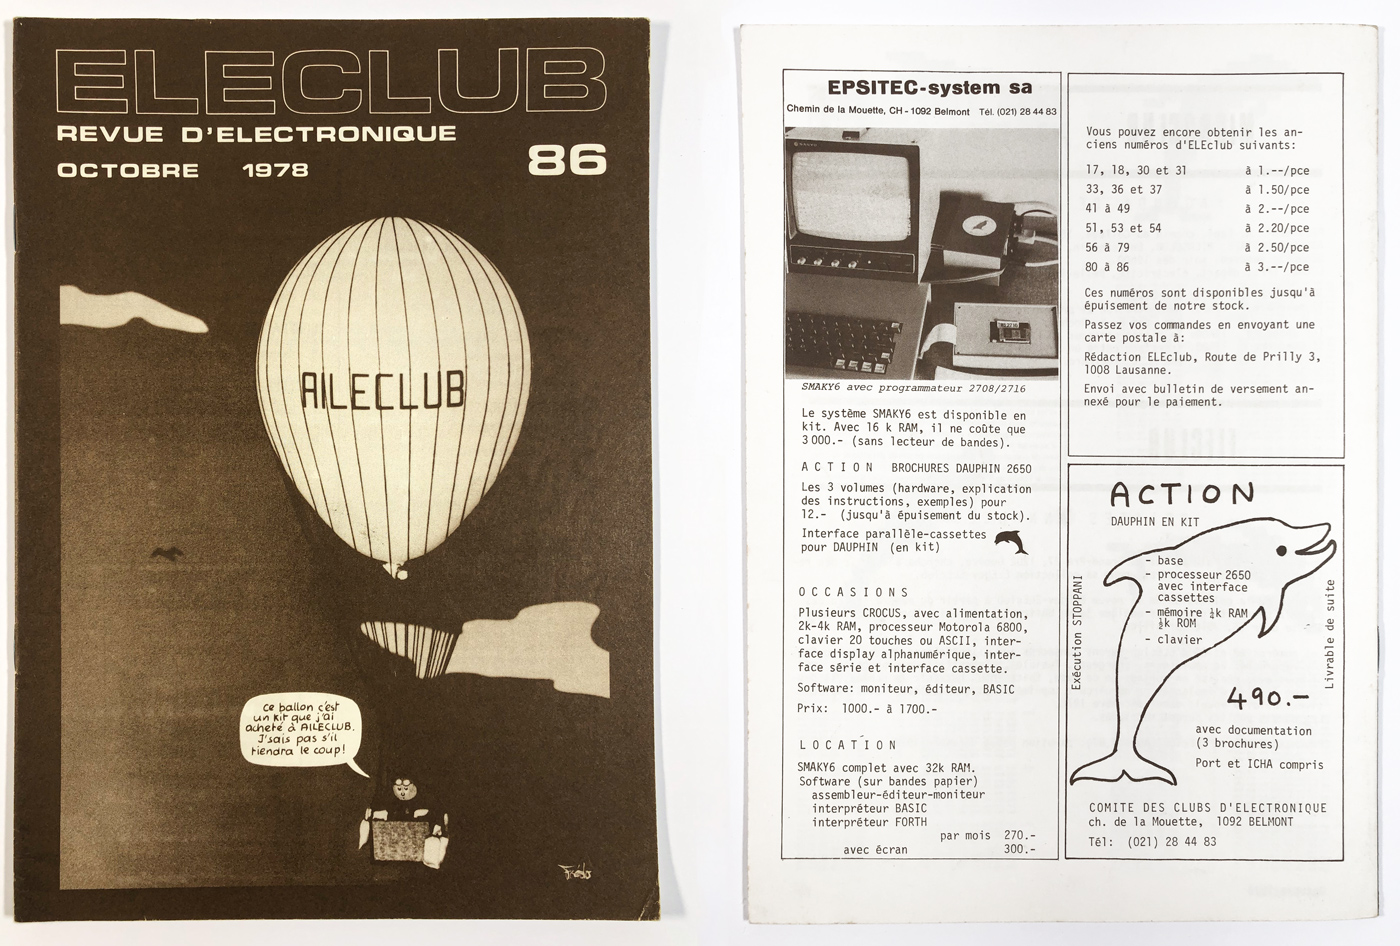 ELECLUB
REVUE D'ELECTRONIQUE
OCTOBRE 1978
86
AILECLUB
Ce ballon c'est
un kit que j'ai
acheté à AILECLUB.
J'sais pas s'il
tiendra le coup!
EPSITEC-system sa
Chemin de la Mouette, CH - 1092 Belmont Tél. (021) 28 44 83
SMAKY6 avec programmateur 2708/2716
Le système SMAKY6 est disponible en
kit. Avec 16 k RAM, il ne coûte que
3000.- (sans lecteur de bandes).
ACTION BROCHURES DAUPHIN 2650
Les 3 volumes (hardware, explication
des instructions, exemples) pour
12.- (jusqu'à épuisement du stock).
Interface parallèle-cassettes
pour DAUPHIN (en kit)
OCCASIONS
Plusieurs CROCUS, avec alimentation,
2k-4k RAM, processeur Motorola 6800,
clavier 20 touches ou ASCII, inter-
face display alphanumérique, inter-
face série et interface cassette.
Software: moniteur, éditeur, BASIC
Prix: 1000.- à 1700.-
LOCATION
SMAKY6 complet avec 32k RAM.
Software (sur bandes papier)
assembleur-éditeur-moniteur
interpréteur BASIC
interpréteur FORTH
par mois 270.-
avec écran 300.-
Vous pouvez encore obtenir les an-
ciens numéros d'ELEclub suivants:
17, 18, 30 et 31 à 1.--/pce
33, 36 et 37 à 1.50/pce
41 à 49 à 2.--/pce
51, 53 et 54 à 2.20/pce
56 à 79 à 2.50/pce
80 à 86 à 3.--/pce
Ces numéros sont disponibles jusqu'à
épuisement de notre stock.
Passez vos commandes en envoyant une
carte postale à:
Rédaction ELEclub, Route de Prilly 3,
1008 Lausanne.
Envoi avec bulletin de versement an-
nexé pour le paiement.
ACTION
DAUPHIN EN KIT
- base
- processeur 2650
avec interface
cassettes
- mémoire ¼k RAM
½k ROM
- clavier
Exécution STOPPANI
Livrable de suite
490.-
avec documentation
(3 brochures)
Port et ICHA compris
COMITE DES CLUBS D'ELECTRONIQUE
ch. de la Mouette, 1092 BELMONT
Tél: (021) 28 44 83